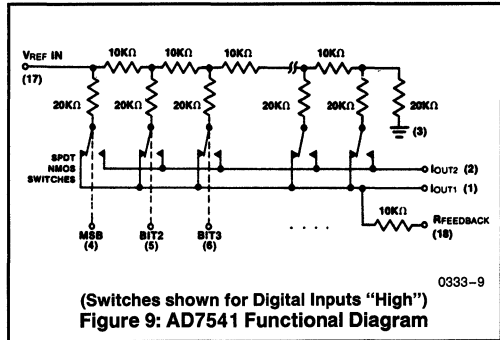 10KΩ 10KΩ 10KΩ 10KΩ
VREF IN
(17)
20KΩ 20KΩ 20KΩ 20KΩ 20KΩ 20KΩ
(3)
SPDT
NMOS
SWITCHES
IOUT2 (2)
IOUT1 (1)
10KΩ
RFEEDBACK
(18)
MSB BIT2 BIT3 . . . .
(4) (5) (6)
0333–9
(Switches shown for Digital Inputs “High”)
Figure 9: AD7541 Functional Diagram